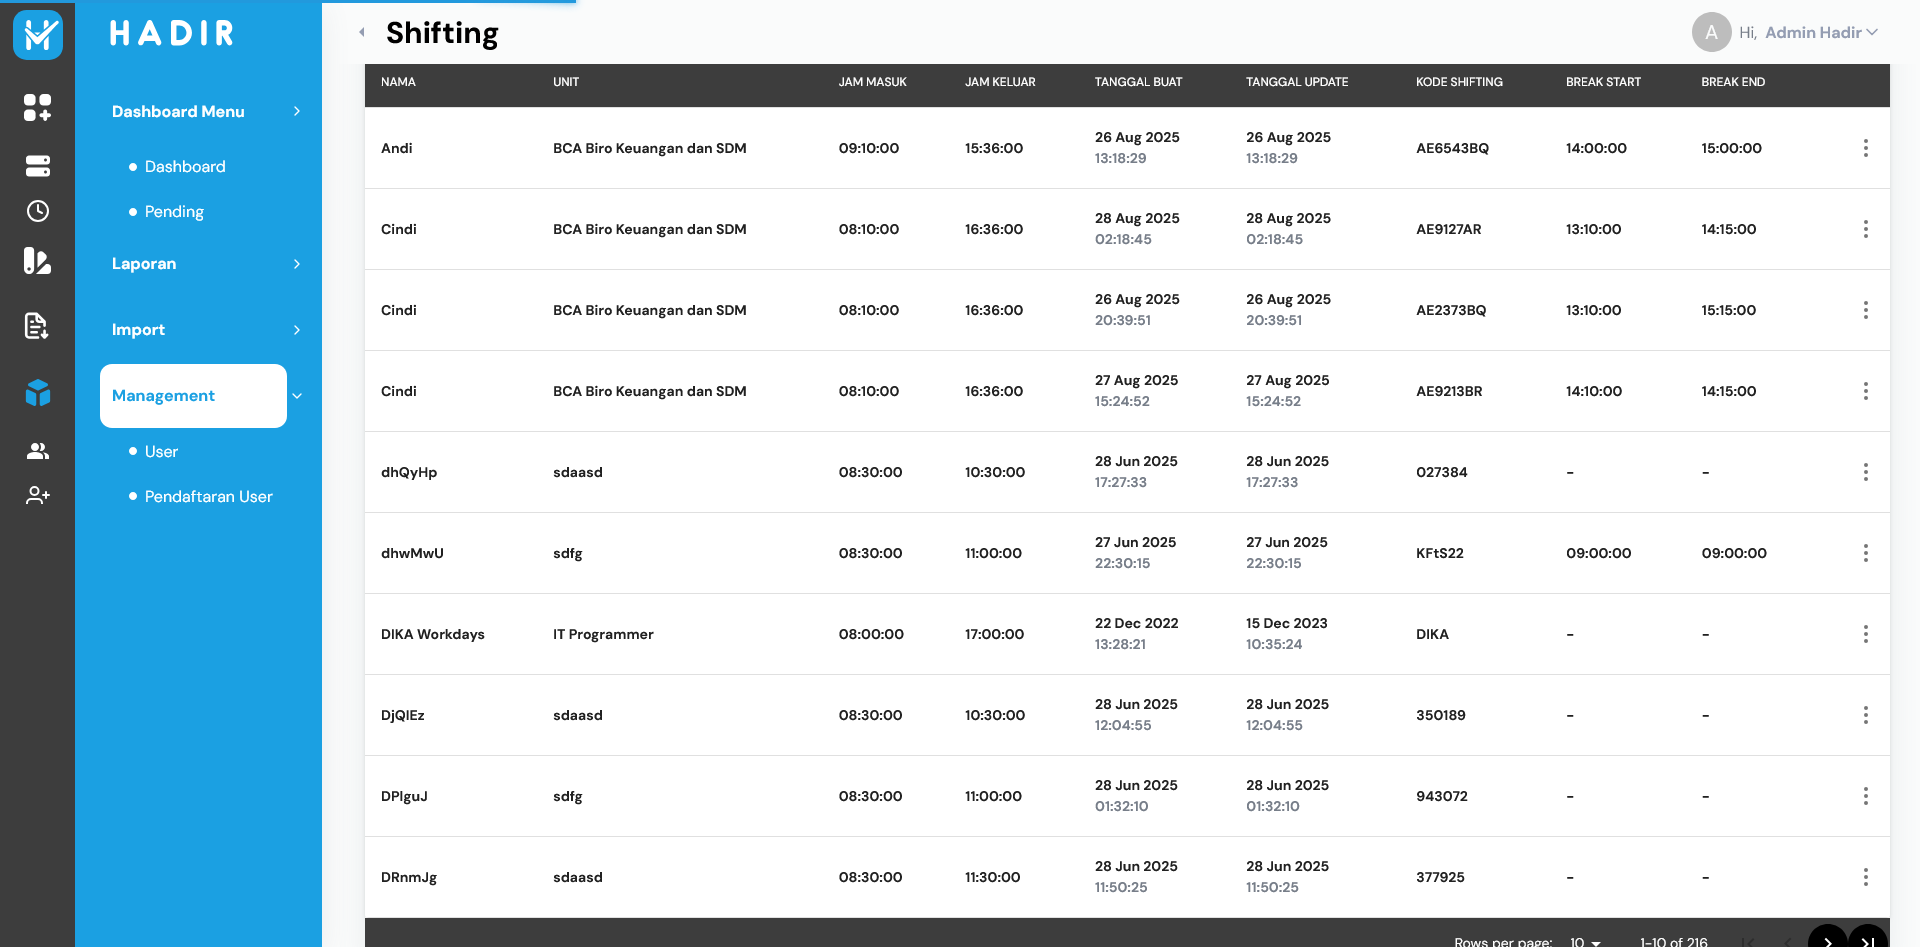 HADIR
Shifting
A Hi, Admin Hadir
Dashboard Menu
Dashboard
Pending
Laporan
Import
Management
User
Pendaftaran User
NAMA UNIT JAM MASUK JAM KELUAR TANGGAL BUAT TANGGAL UPDATE KODE SHIFTING BREAK START BREAK END
Andi BCA Biro Keuangan dan SDM 09:10:00 15:36:00 26 Aug 2025 26 Aug 2025 AE6543BQ 14:00:00 15:00:00
13:18:29 13:18:29
Cindi BCA Biro Keuangan dan SDM 08:10:00 16:36:00 28 Aug 2025 28 Aug 2025 AE9127AR 13:10:00 14:15:00
02:18:45 02:18:45
Cindi BCA Biro Keuangan dan SDM 08:10:00 16:36:00 26 Aug 2025 26 Aug 2025 AE2373BQ 13:10:00 15:15:00
20:39:51 20:39:51
Cindi BCA Biro Keuangan dan SDM 08:10:00 16:36:00 27 Aug 2025 27 Aug 2025 AE9213BR 14:10:00 14:15:00
15:24:52 15:24:52
dhQyHp sdaasd 08:30:00 10:30:00 28 Jun 2025 28 Jun 2025 027384 - -
17:27:33 17:27:33
dhwMwU sdfg 08:30:00 11:00:00 27 Jun 2025 27 Jun 2025 KFtS22 09:00:00 09:00:00
22:30:15 22:30:15
DIKA Workdays IT Programmer 08:00:00 17:00:00 22 Dec 2022 15 Dec 2023 DIKA - -
13:28:21 10:35:24
DjQIEz sdaasd 08:30:00 10:30:00 28 Jun 2025 28 Jun 2025 350189 - -
12:04:55 12:04:55
DPIguJ sdfg 08:30:00 11:00:00 28 Jun 2025 28 Jun 2025 943072 - -
01:32:10 01:32:10
DRnmJg sdaasd 08:30:00 11:30:00 28 Jun 2025 28 Jun 2025 377925 - -
11:50:25 11:50:25
Rows per page: 10 1-10 of 216